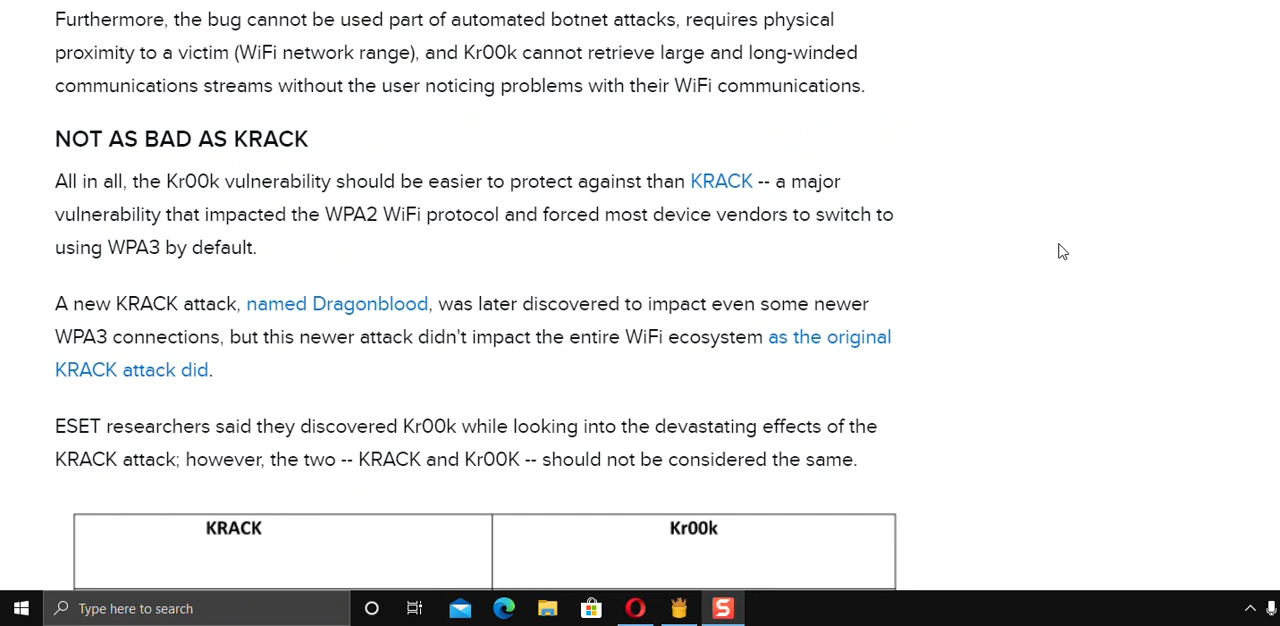 Furthermore, the bug cannot be used part of automated botnet attacks, requires physical
proximity to a victim (WiFi network range), and Kr00k cannot retrieve large and long-winded
communications streams without the user noticing problems with their WiFi communications.
NOT AS BAD AS KRACK
All in all, the Kr00k vulnerability should be easier to protect against than KRACK -- a major
vulnerability that impacted the WPA2 WiFi protocol and forced most device vendors to switch to
using WPA3 by default.
A new KRACK attack, named Dragonblood, was later discovered to impact even some newer
WPA3 connections, but this newer attack didn't impact the entire WiFi ecosystem as the original
KRACK attack did.
ESET researchers said they discovered Kr00k while looking into the devastating effects of the
KRACK attack; however, the two -- KRACK and Kr00K -- should not be considered the same.
KRACK Kr00k
Type here to search
S